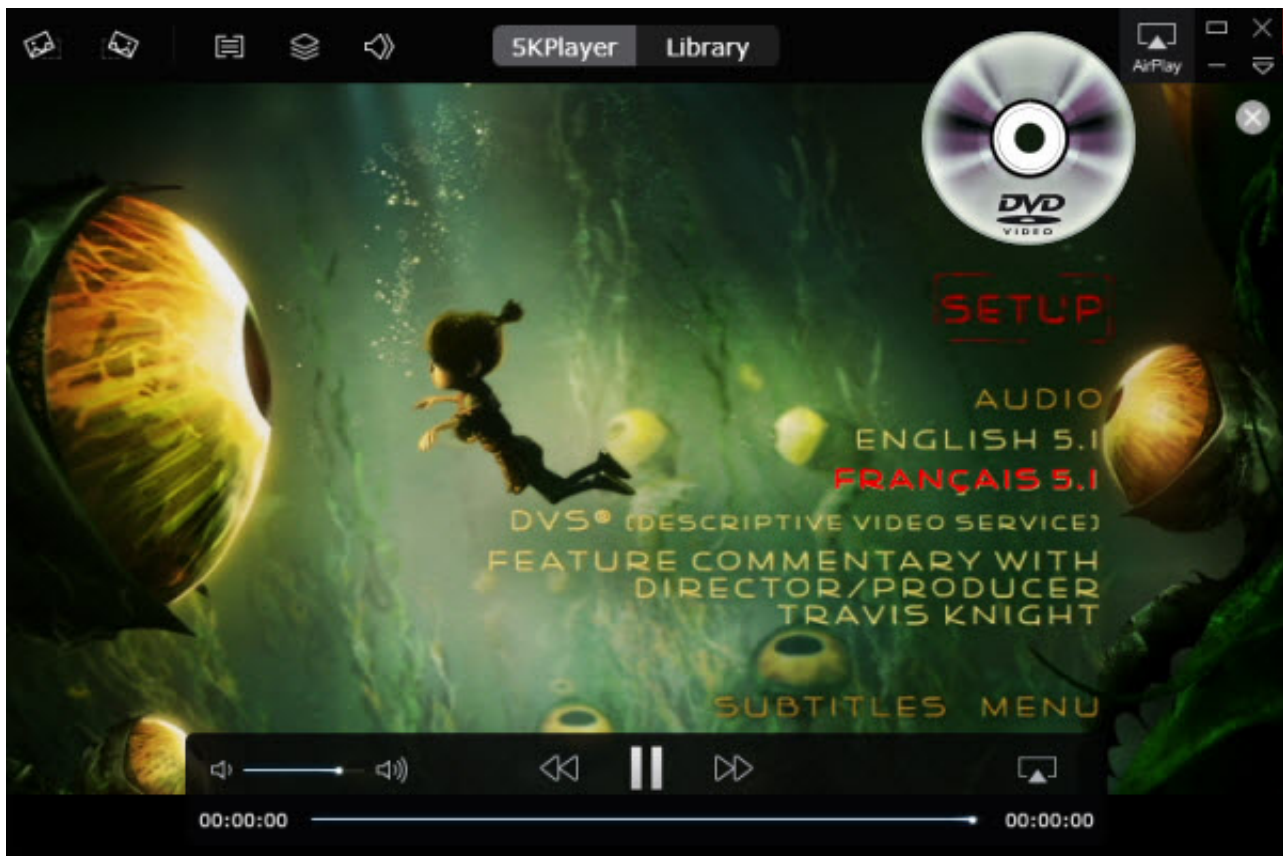 5KPlayer Library
AirPlay
DVD
VIDEO
SETUP
AUDIO
ENGLISH 5.1
FRANÇAIS 5.1
DVS® (DESCRIPTIVE VIDEO SERVICE)
FEATURE COMMENTARY WITH
DIRECTOR/PRODUCER
TRAVIS KNIGHT
SUBTITLES MENU
00:00:00 00:00:00